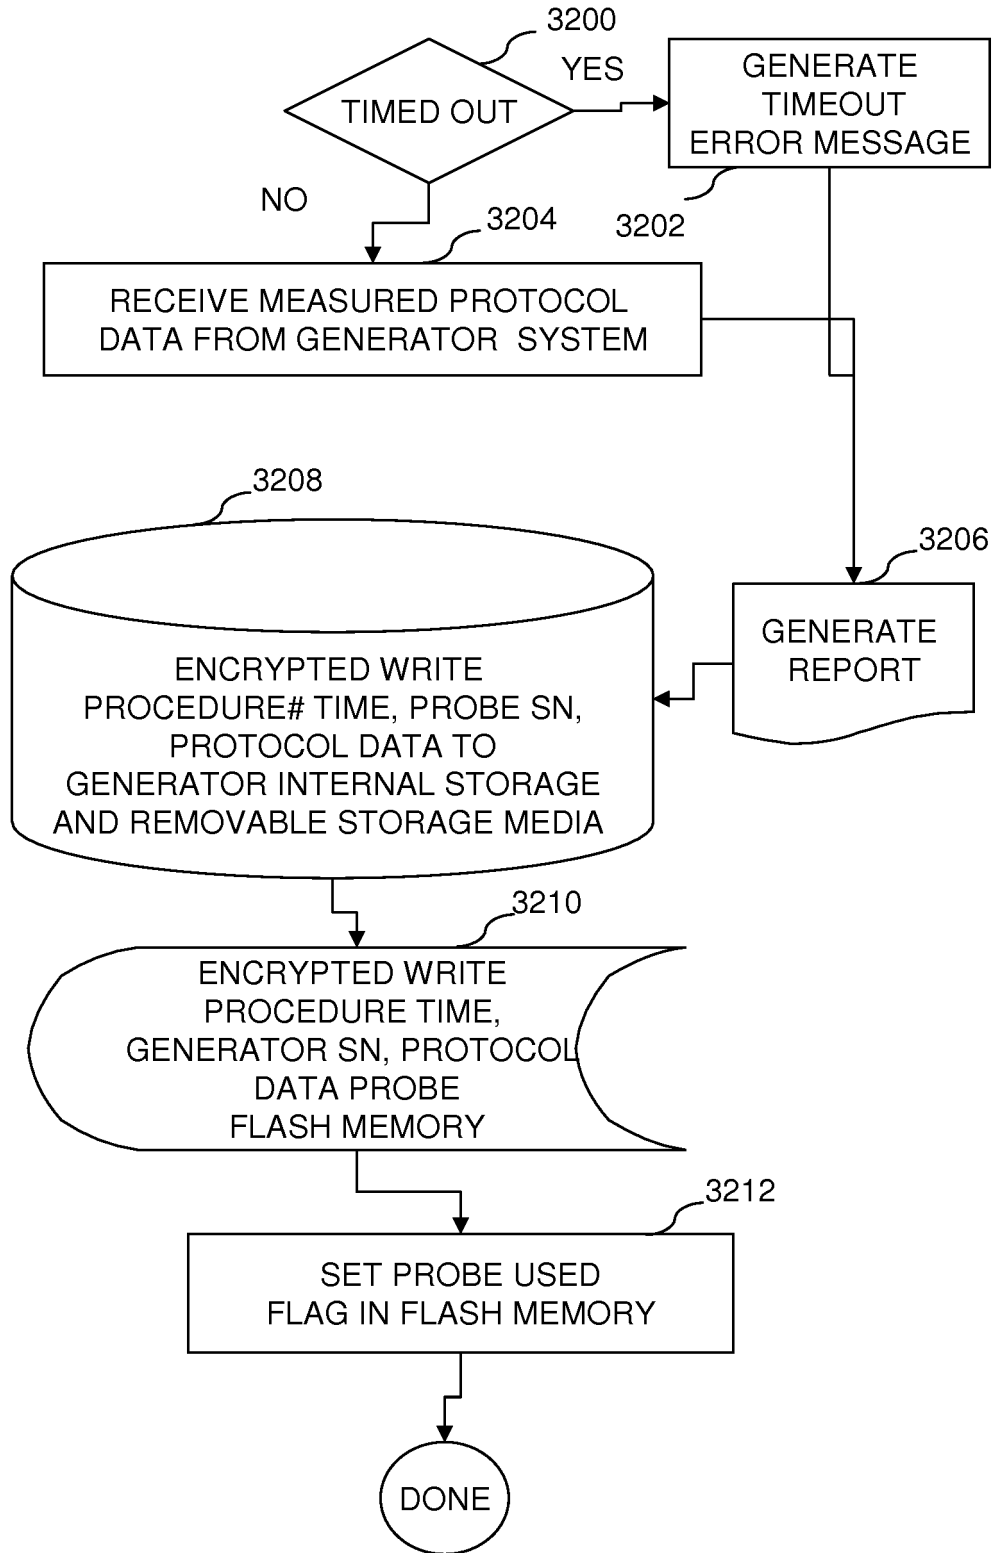 3200
YES
TIMED OUT
GENERATE
TIMEOUT
ERROR MESSAGE
NO
3202
3204
RECEIVE MEASURED PROTOCOL
DATA FROM GENERATOR SYSTEM
3208
3206
GENERATE
REPORT
ENCRYPTED WRITE
PROCEDURE# TIME, PROBE SN,
PROTOCOL DATA TO
GENERATOR INTERNAL STORAGE
AND REMOVABLE STORAGE MEDIA
3210
ENCRYPTED WRITE
PROCEDURE TIME,
GENERATOR SN, PROTOCOL
DATA PROBE
FLASH MEMORY
3212
SET PROBE USED
FLAG IN FLASH MEMORY
DONE